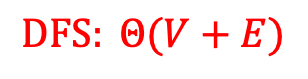 DFS: Θ(V + E)